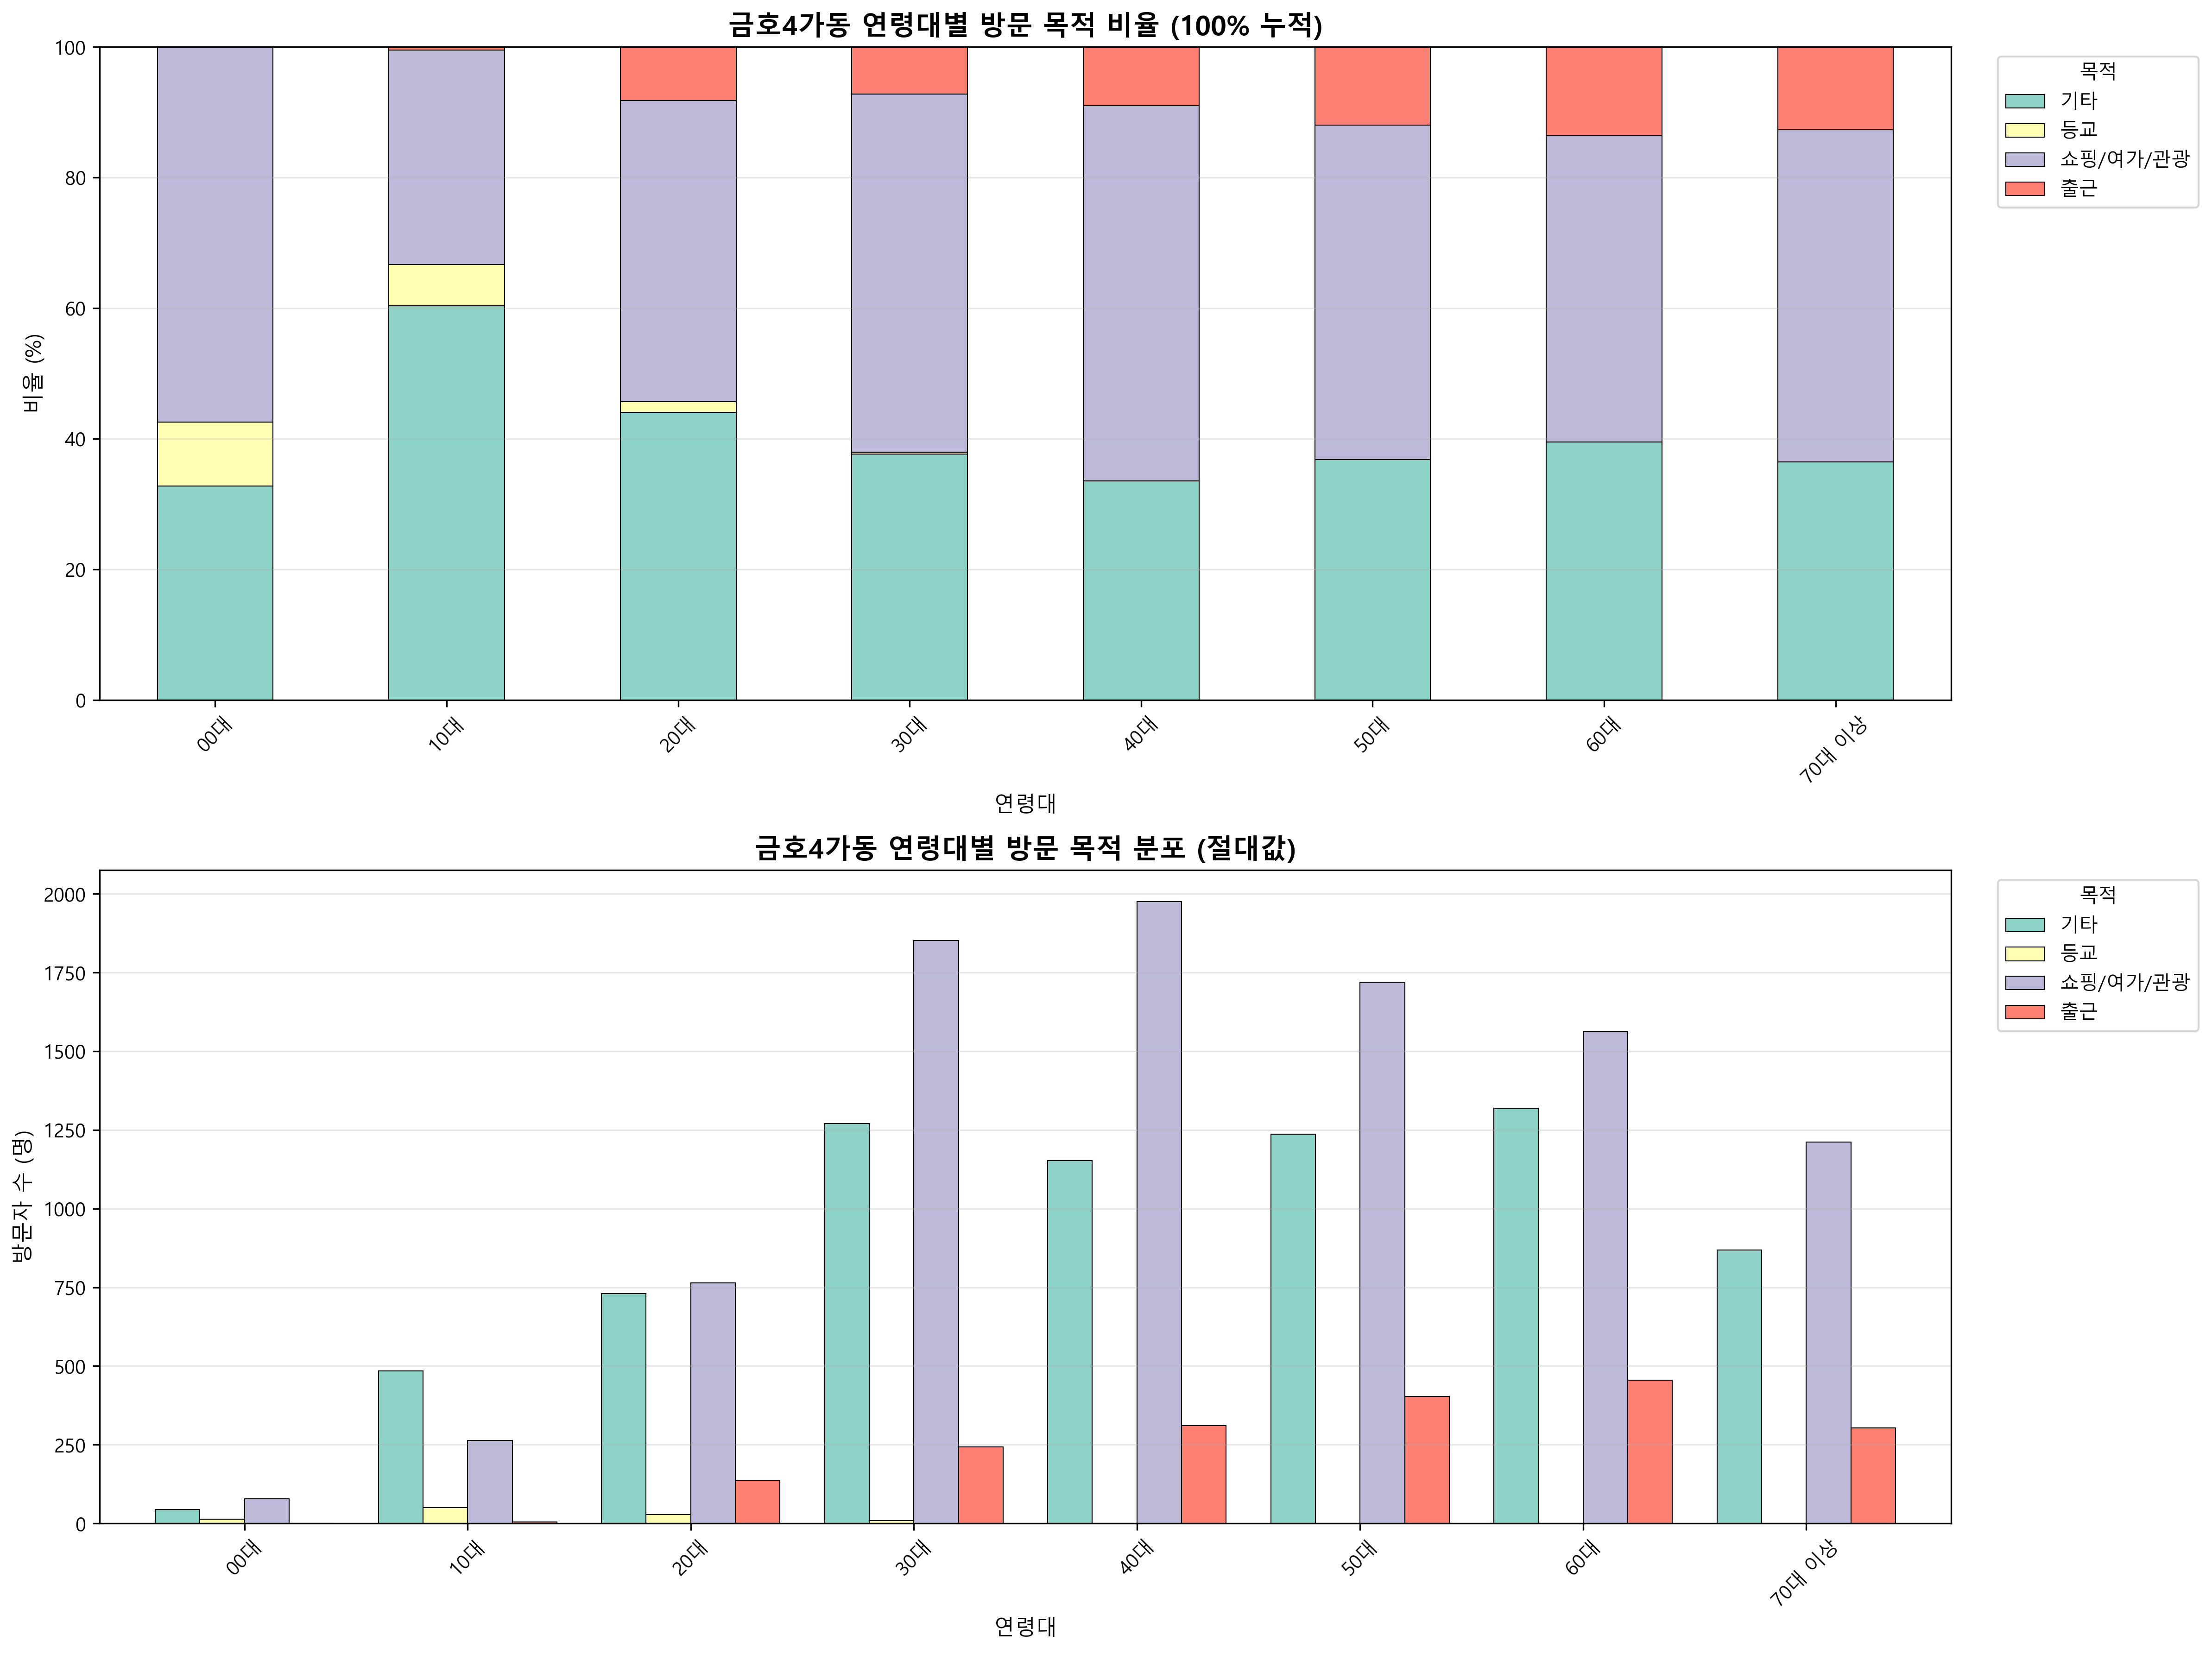 금호4가동 연령대별 방문 목적 비율 (100% 누적)
100
80
60
40
20
0
비율 (%)
00대
10대
20대
30대
40대
50대
60대
70대 이상
연령대
목적
기타
등교
쇼핑/여가/관광
출근
금호4가동 연령대별 방문 목적 분포 (절대값)
2000
1750
1500
1250
1000
750
500
250
0
방문자 수 (명)
00대
10대
20대
30대
40대
50대
60대
70대 이상
연령대
목적
기타
등교
쇼핑/여가/관광
출근